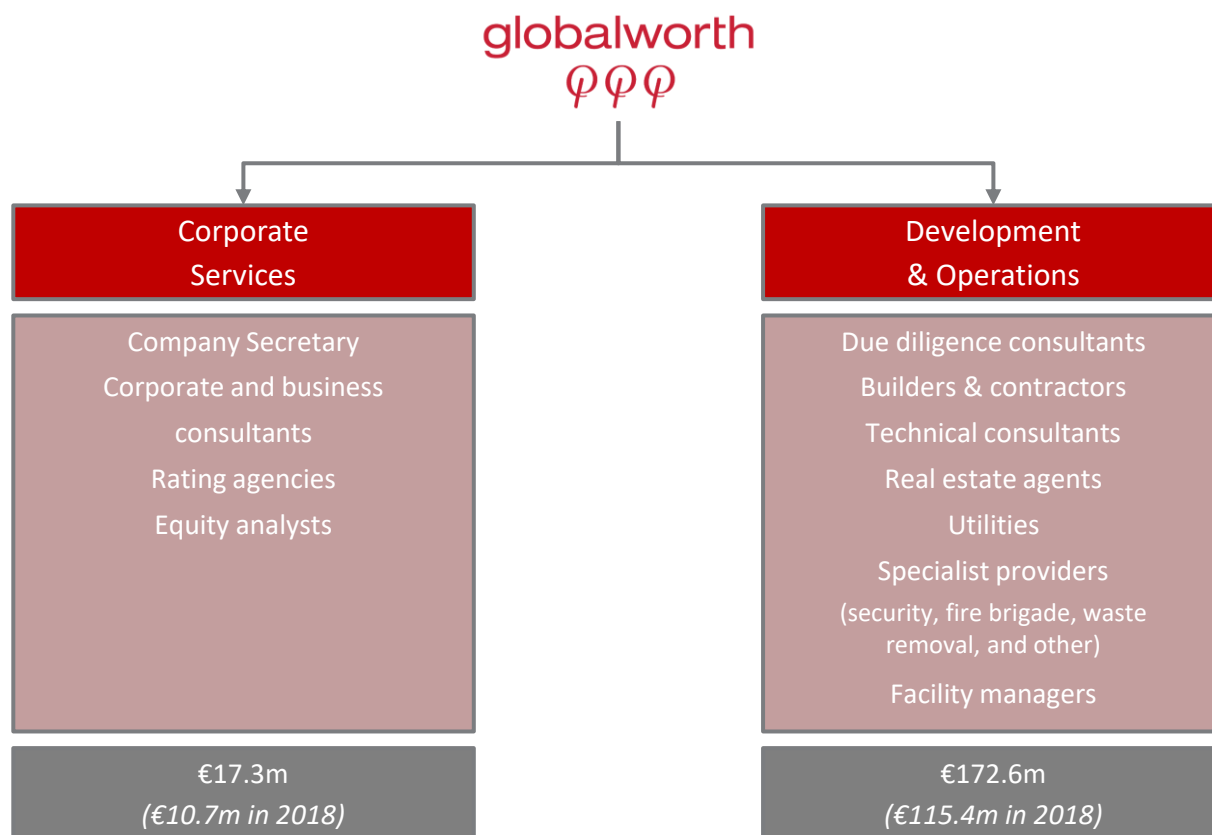 globalworth
Corporate
Services
Company Secretary
Corporate and business
consultants
Rating agencies
Equity analysts
€17.3m
(€10.7m in 2018)
Development
& Operations
Due diligence consultants
Builders & contractors
Technical consultants
Real estate agents
Utilities
Specialist providers
(security, fire brigade, waste
removal, and other)
Facility managers
€172.6m
(€115.4m in 2018)